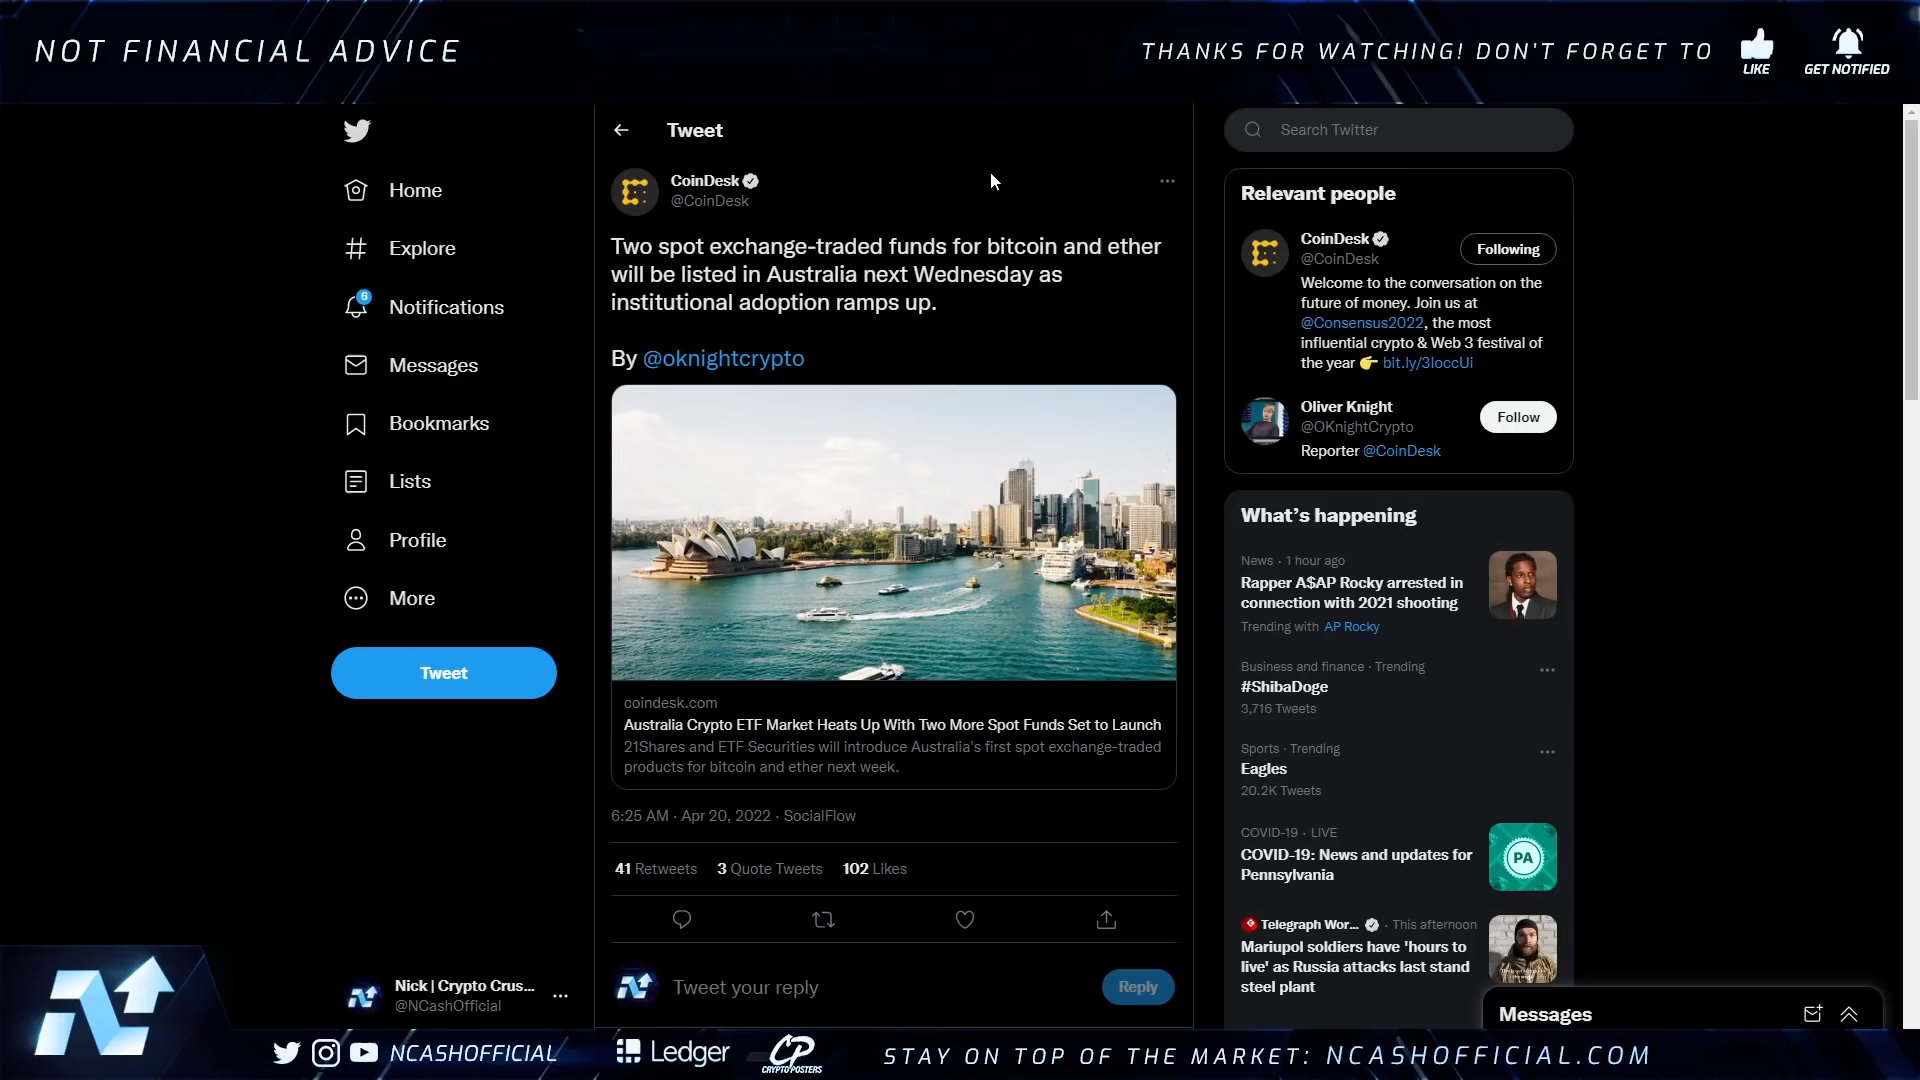 NOT FINANCIAL ADVICE
THANKS FOR WATCHING! DON'T FORGET TO
LIKE
GET NOTIFIED
Home
Explore
6
Notifications
Messages
Bookmarks
Lists
Profile
More
Tweet
Nick | Crypto Crus...
@NCashOfficial
Tweet
CoinDesk
@CoinDesk
Two spot exchange-traded funds for bitcoin and ether
will be listed in Australia next Wednesday as
institutional adoption ramps up.
By @oknightcrypto
coindesk.com
Australia Crypto ETF Market Heats Up With Two More Spot Funds Set to Launch
21Shares and ETF Securities will introduce Australia's first spot exchange-traded
products for bitcoin and ether next week.
6:25 AM · Apr 20, 2022 · SocialFlow
41 Retweets 3 Quote Tweets 102 Likes
Tweet your reply
Reply
Search Twitter
Relevant people
CoinDesk
@CoinDesk
Following
Welcome to the conversation on the
future of money. Join us at
@Consensus2022, the most
influential crypto & Web 3 festival of
the year 👉 bit.ly/3loccUi
Oliver Knight
@OKnightCrypto
Follow
Reporter @CoinDesk
What's happening
News · 1 hour ago
Rapper A$AP Rocky arrested in
connection with 2021 shooting
Trending with AP Rocky
Business and finance · Trending
#ShibaDoge
3,716 Tweets
Sports · Trending
Eagles
20.2K Tweets
COVID-19 · LIVE
COVID-19: News and updates for
Pennsylvania
PA
Telegraph Wor... · This afternoon
Mariupol soldiers have 'hours to
live' as Russia attacks last stand
steel plant
Messages
NCASHOFFICIAL
Ledger
CP
CRYPTOPOSTERS
STAY ON TOP OF THE MARKET: NCASHOFFICIAL.COM